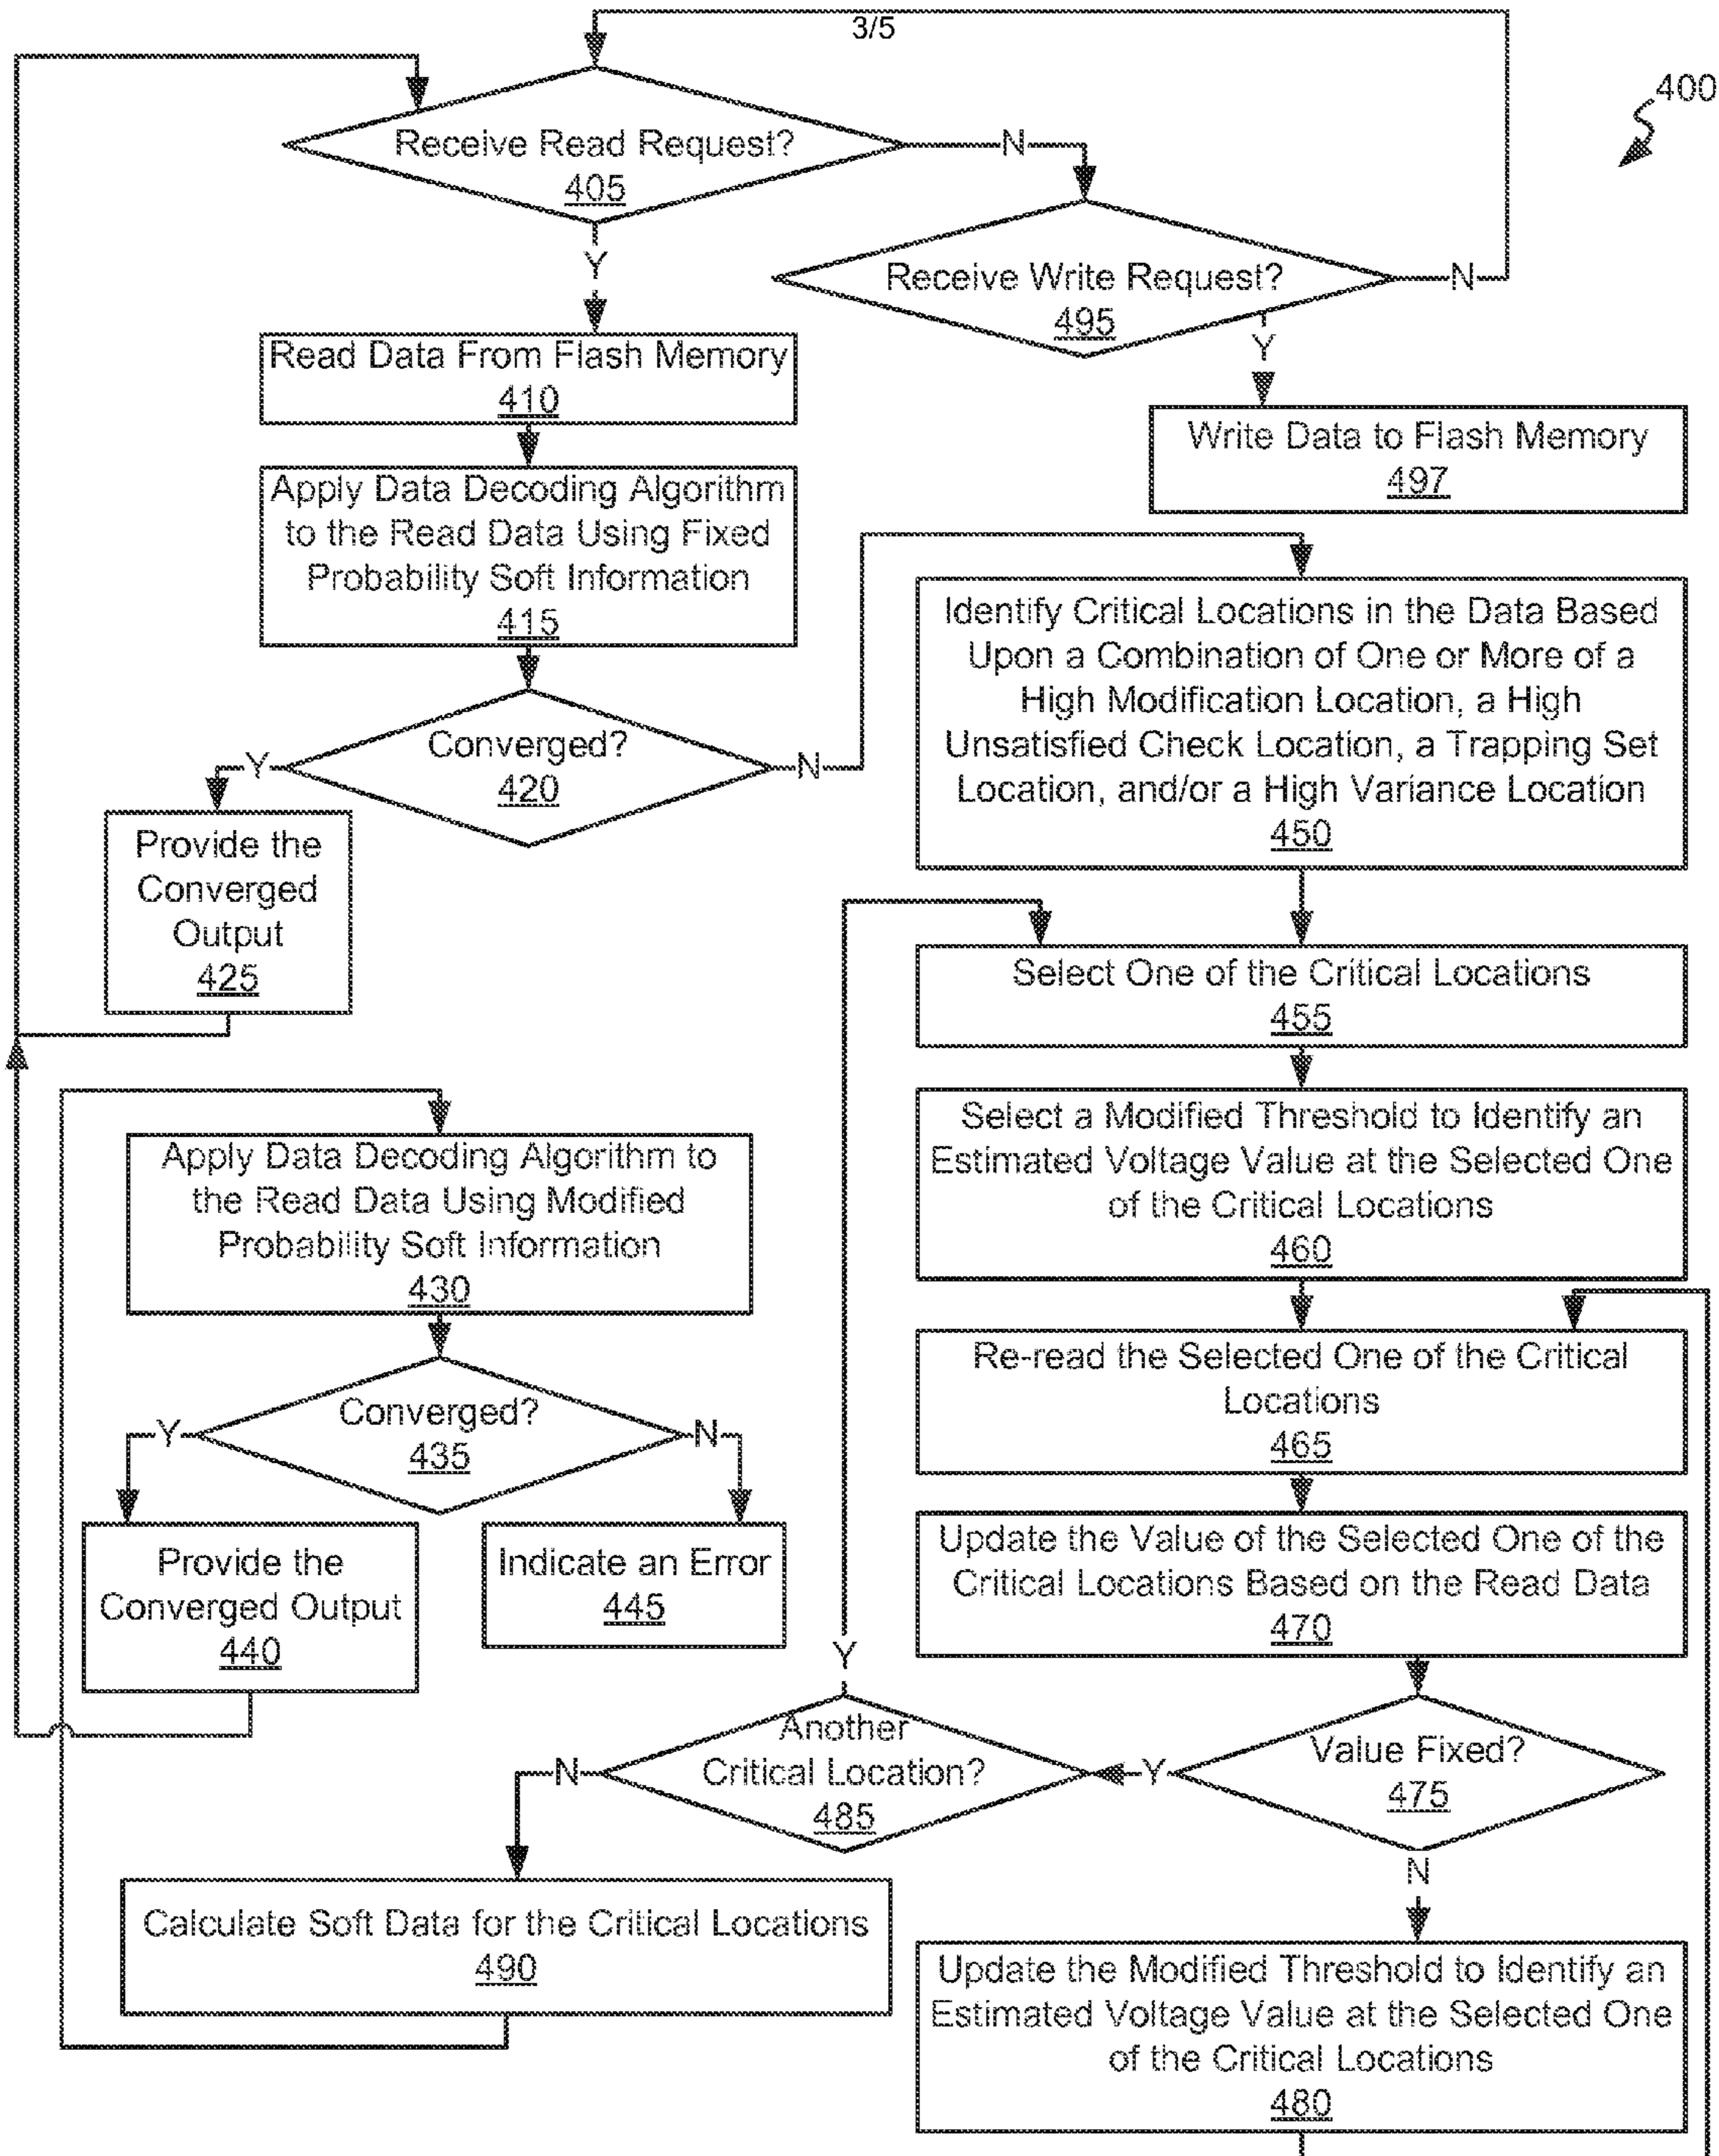 3/5
400
Receive Read Request?
405
N
Y
Receive Write Request?
495
N
Y
Read Data From Flash Memory
410
Write Data to Flash Memory
497
Apply Data Decoding Algorithm
to the Read Data Using Fixed
Probability Soft Information
415
Converged?
420
Y
N
Provide the
Converged
Output
425
Identify Critical Locations in the Data Based
Upon a Combination of One or More of a
High Modification Location, a High
Unsatisfied Check Location, a Trapping Set
Location, and/or a High Variance Location
450
Select One of the Critical Locations
455
Select a Modified Threshold to Identify an
Estimated Voltage Value at the Selected One
of the Critical Locations
460
Apply Data Decoding Algorithm to
the Read Data Using Modified
Probability Soft Information
430
Re-read the Selected One of the Critical
Locations
465
Converged?
435
Y
N
Provide the
Converged Output
440
Indicate an Error
445
Update the Value of the Selected One of the
Critical Locations Based on the Read Data
470
Value Fixed?
475
Y
N
Another
Critical Location?
485
Y
N
Calculate Soft Data for the Critical Locations
490
Update the Modified Threshold to Identify an
Estimated Voltage Value at the Selected One
of the Critical Locations
480